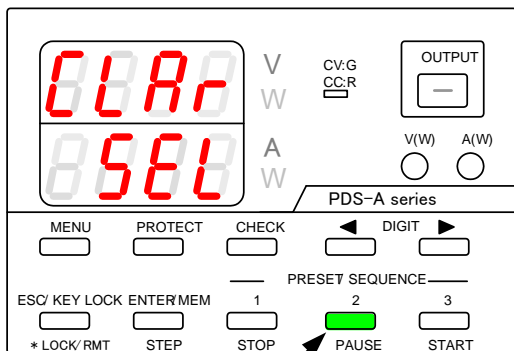 CLAr
SEL
V
W
A
W
CV:G
CC:R
OUTPUT
V(W) A(W)
PDS-A series
MENU PROTECT CHECK ◀ DIGIT ▶
PRESET/ SEQUENCE
ESC/ KEY LOCK ENTER/MEM 1 2 3
* LOCK/ RMT STEP STOP PAUSE START